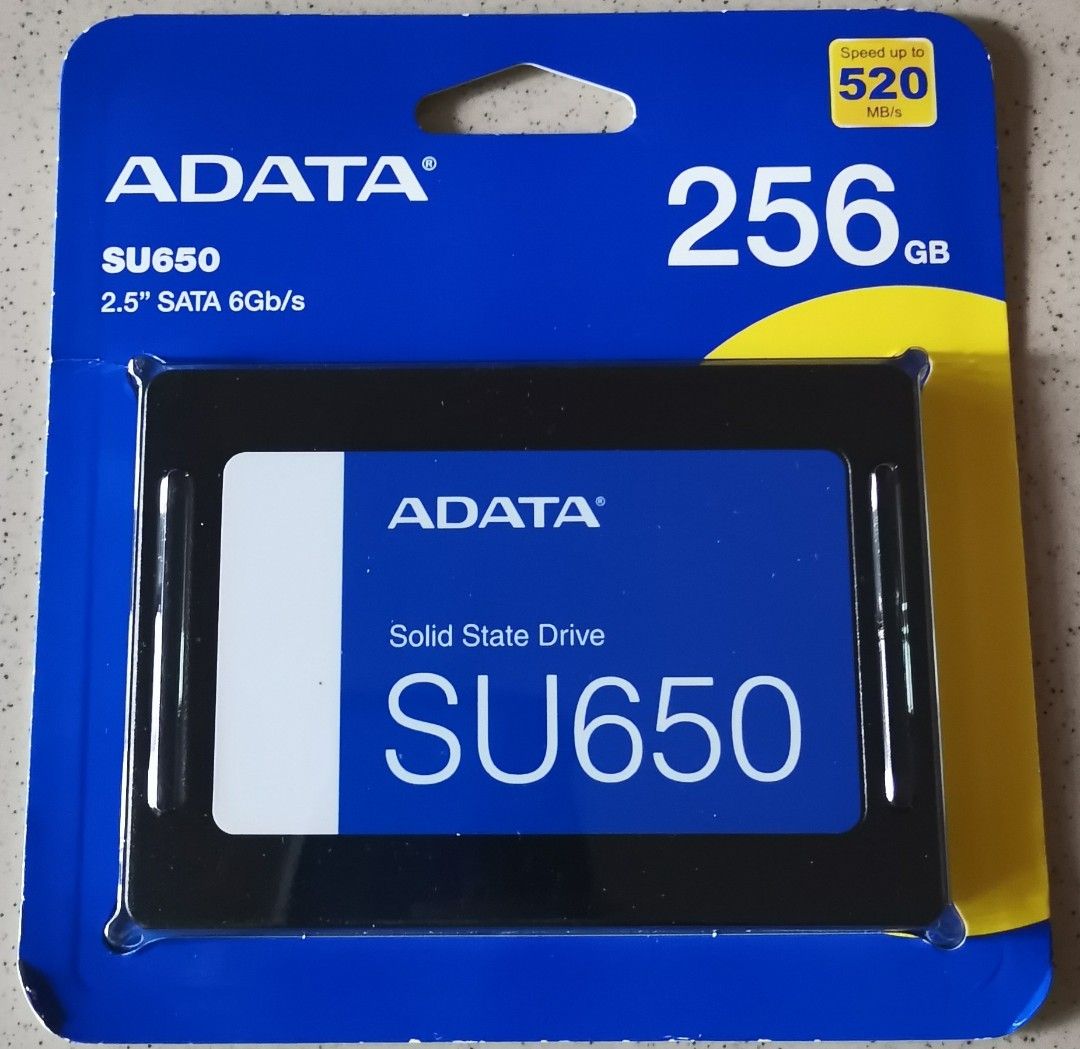 Speed up to
520
MB/s
ADATA®
256GB
SU650
2.5” SATA 6Gb/s
ADATA®
Solid State Drive
SU650